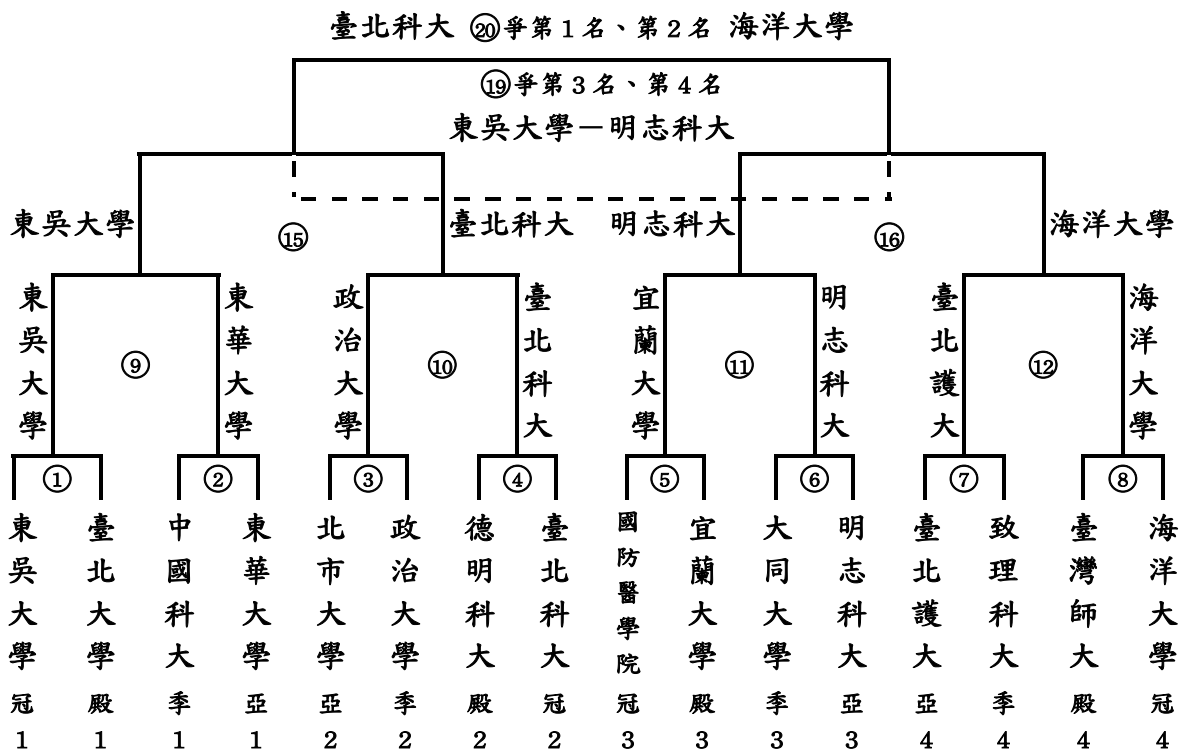 臺北科大 ⑳爭第1名、第2名 海洋大學
⑲爭第3名、第4名
東吳大學－明志科大
東吳大學 ⑮ 臺北科大 明志科大 ⑯ 海洋大學
東吳大學 ⑨ 東華大學 政治大學 ⑩ 臺北科大 宜蘭大學 ⑪ 明志科大 臺北護大 ⑫ 海洋大學
① ② ③ ④ ⑤ ⑥ ⑦ ⑧
東吳大學冠1
臺北大學殿1
中國科大季1
東華大學亞1
北市大學亞2
政治大學季2
德明科大殿2
臺北科大冠2
國防醫學院冠3
宜蘭大學殿3
大同大學季3
明志科大亞3
臺北護大亞4
致理科大季4
臺灣師大殿4
海洋大學冠4